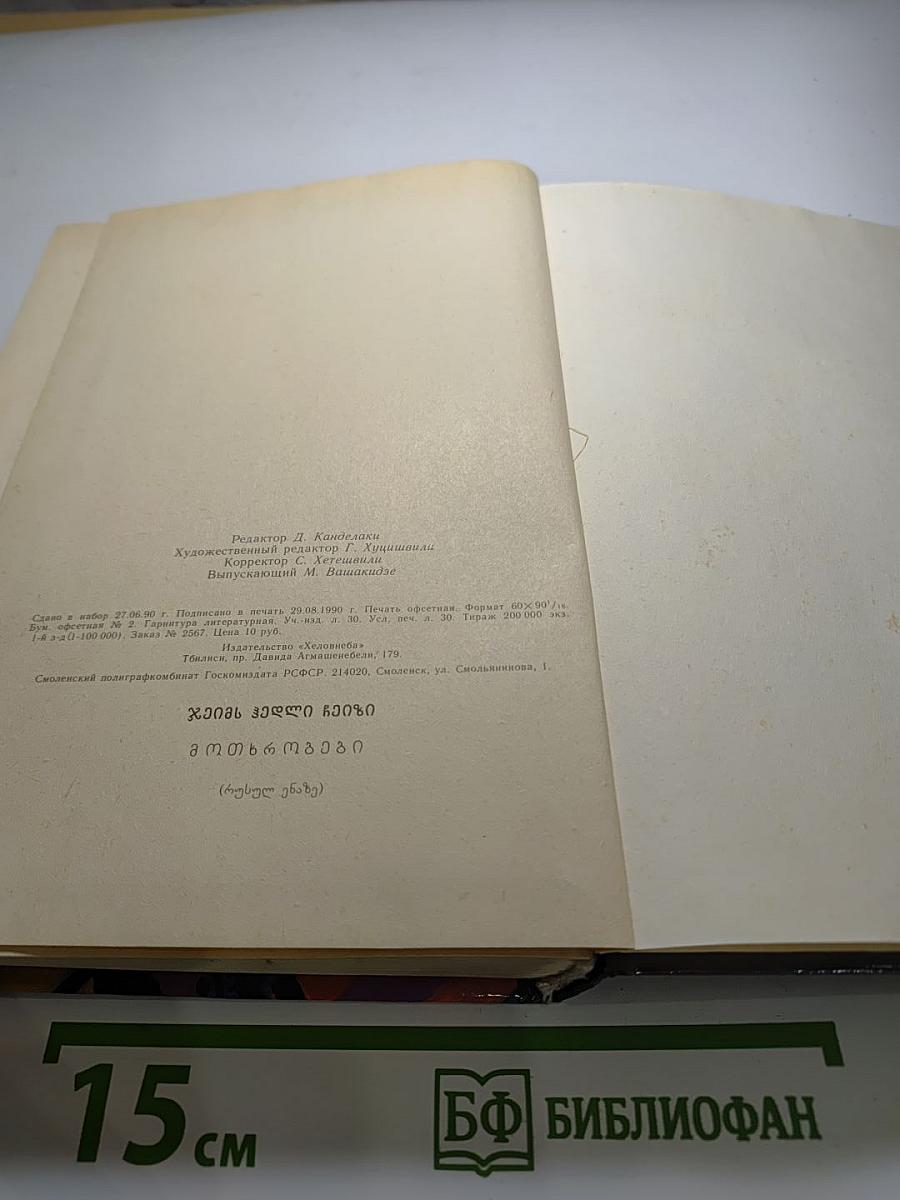 Редактор Д. Канделаки
Художественный редактор Г. Хуцишвили
Корректор С. Хетешвили
Выпускающий М. Вашакидзе
Сдано в набор 27.06.90 г. Подписано в печать 29.08.1990 г. Печать офсетная. Формат 60×90¹/₁₆.
Бум. офсетная № 2. Гарнитура литературная. Уч.-изд. л. 30. Усл. печ. л. 30. Тираж 200 000 экз.
1-й з-д (1-100 000). Заказ № 2567. Цена 10 руб.
Издательство «Хеловнеба»
Тбилиси, пр. Давида Агмашенебели, 179.
Смоленский полиграфкомбинат Госкомиздата РСФСР. 214020, Смоленск, ул. Смольянинова, 1.
ჯეიმს ჰედლი ჩეიზი
მოთხრობები
(რუსულ ენაზე)
15 см
БФ БИБЛИОФАН